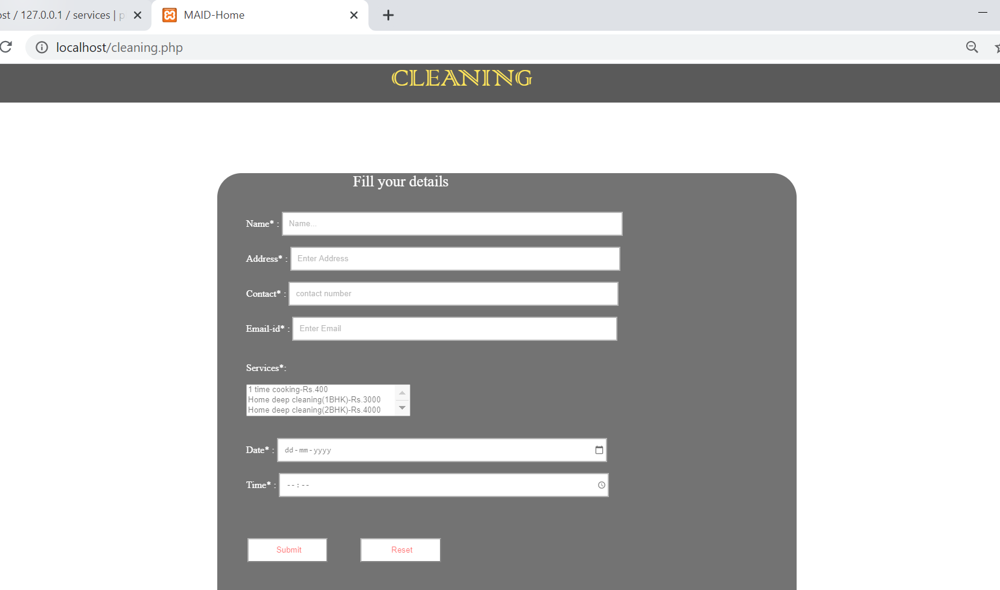 ost / 127.0.0.1 / services | p
MAID-Home
localhost/cleaning.php
CLEANING
Fill your details
Name* : Name...
Address* : Enter Address
Contact* : contact number
Email-id* : Enter Email
Services*:
1 time cooking-Rs.400
Home deep cleaning(1BHK)-Rs.3000
Home deep cleaning(2BHK)-Rs.4000
Date* : dd-mm-yyyy
Time* : --:--
Submit Reset